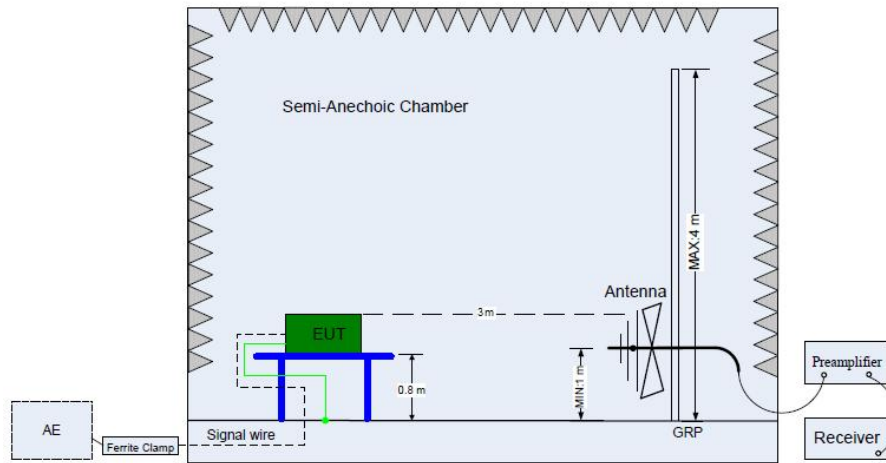 Semi-Anechoic Chamber
MAX:4 m
Antenna
3 m
EUT
MIN:1 m
0.8 m
Preamplifier
AE
Ferrite Clamp
Signal wire
GRP
Receiver